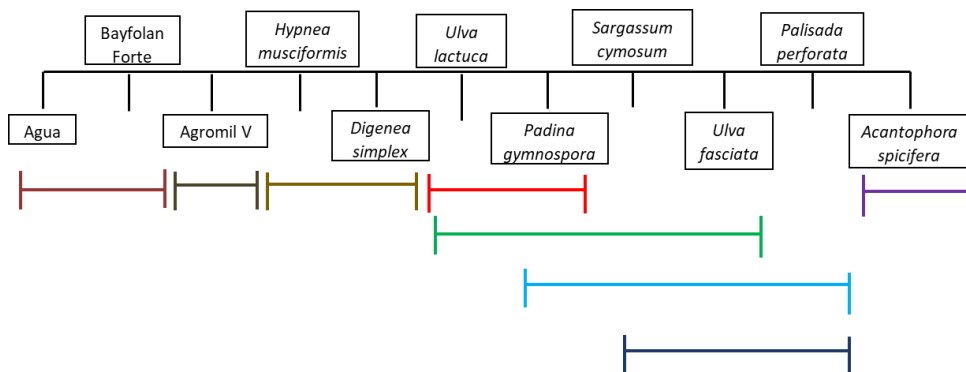 Bayfolan
Forte
Hypnea
musciformis
Ulva
lactuca
Sargassum
cymosum
Palisada
perforata
Agua
Agromil V
Digenea
simplex
Padina
gymnospora
Ulva
fasciata
Acantophora
spicifera